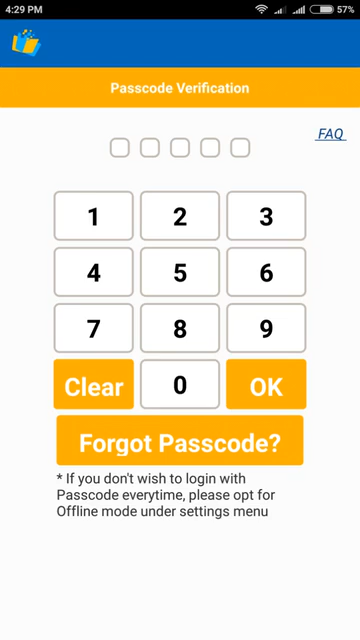 4:29 PM 57%
Passcode Verification
FAQ
1 2 3
4 5 6
7 8 9
Clear 0 OK
Forgot Passcode?
* If you don't wish to login with
Passcode everytime, please opt for
Offline mode under settings menu